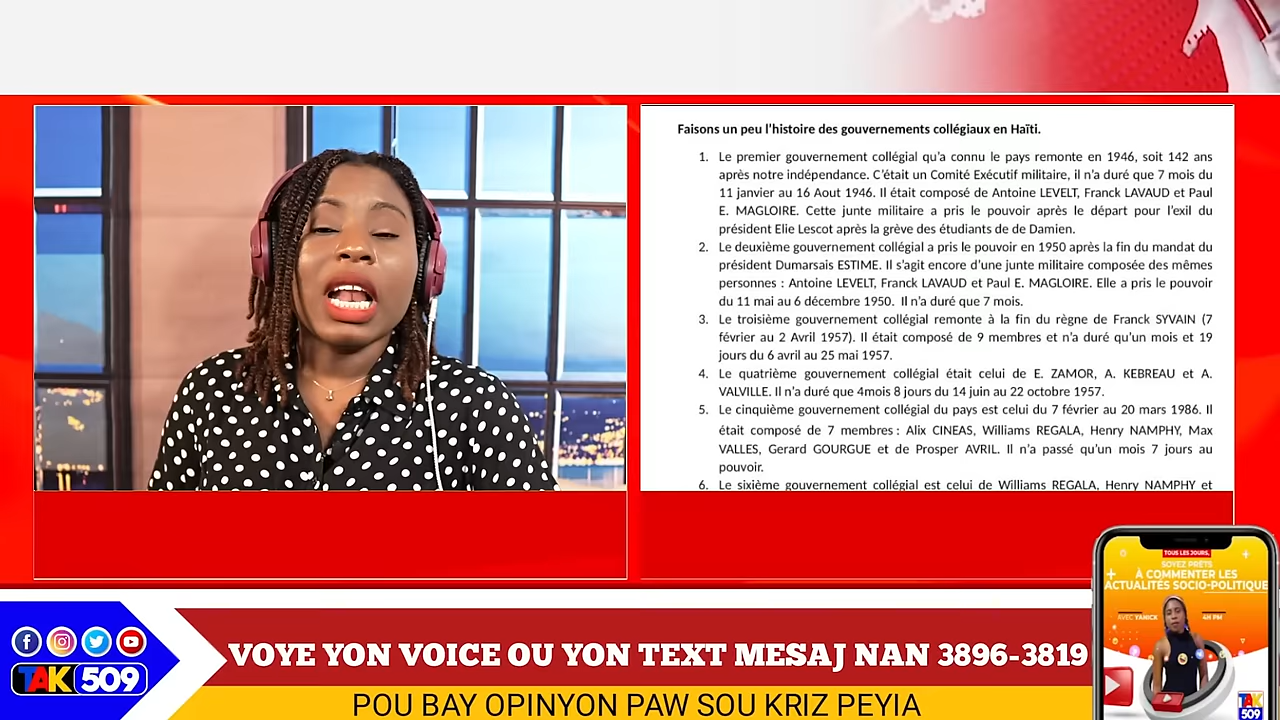 Faisons un peu l'histoire des gouvernements collégiaux en Haïti.
1. Le premier gouvernement collégial qu'a connu le pays remonte en 1946, soit 142 ans
après notre indépendance. C'était un Comité Exécutif militaire, il n'a duré que 7 mois du
11 janvier au 16 Aout 1946. Il était composé de Antoine LEVELT, Franck LAVAUD et Paul
E. MAGLOIRE. Cette junte militaire a pris le pouvoir après le départ pour l'exil du
président Elie Lescot après la grève des étudiants de de Damien.
2. Le deuxième gouvernement collégial a pris le pouvoir en 1950 après la fin du mandat du
président Dumarsais ESTIME. Il s'agit encore d'une junte militaire composée des mêmes
personnes : Antoine LEVELT, Franck LAVAUD et Paul E. MAGLOIRE. Elle a pris le pouvoir
du 11 mai au 6 décembre 1950. Il n'a duré que 7 mois.
3. Le troisième gouvernement collégial remonte à la fin du règne de Franck SYVAIN (7
février au 2 Avril 1957). Il était composé de 9 membres et n'a duré qu'un mois et 19
jours du 6 avril au 25 mai 1957.
4. Le quatrième gouvernement collégial était celui de E. ZAMOR, A. KEBREAU et A.
VALVILLE. Il n'a duré que 4mois 8 jours du 14 juin au 22 octobre 1957.
5. Le cinquième gouvernement collégial du pays est celui du 7 février au 20 mars 1986. Il
était composé de 7 membres : Alix CINEAS, Williams REGALA, Henry NAMPHY, Max
VALLES, Gerard GOURGUE et de Prosper AVRIL. Il n'a passé qu'un mois 7 jours au
pouvoir.
6. Le sixième gouvernement collégial est celui de Williams REGALA, Henry NAMPHY et
TOUS LES JOURS,
SOYEZ PRÊTS
À COMMENTER LES
ACTUALITÉS SOCIO-POLITIQUE
AVEC YANICK
4H PM
TAK 509
TAK 509
VOYE YON VOICE OU YON TEXT MESAJ NAN 3896-3819
POU BAY OPINYON PAW SOU KRIZ PEYIA